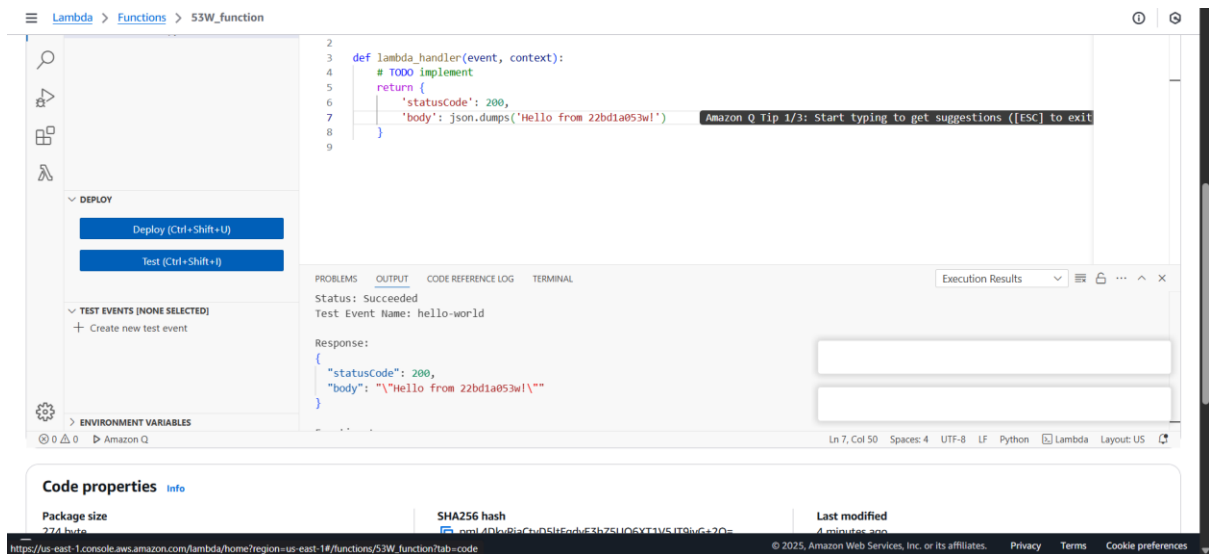 Lambda > Functions > 53W_function
2
3 def lambda_handler(event, context):
4 # TODO implement
5 return {
6 'statusCode': 200,
7 'body': json.dumps('Hello from 22bd1a053w!') Amazon Q Tip 1/3: Start typing to get suggestions ([ESC] to exit
8 }
9
DEPLOY
Deploy (Ctrl+Shift+U)
Test (Ctrl+Shift+I)
TEST EVENTS [NONE SELECTED]
+ Create new test event
ENVIRONMENT VARIABLES
PROBLEMS OUTPUT CODE REFERENCE LOG TERMINAL Execution Results
Status: Succeeded
Test Event Name: hello-world
Response:
{
"statusCode": 200,
"body": "\"Hello from 22bd1a053w!\""
}
0 0 Amazon Q Ln 7, Col 50 Spaces: 4 UTF-8 LF Python Lambda Layout: US
Code properties Info
Package size SHA256 hash Last modified
274 byte 4 minutes ago
https://us-east-1.console.aws.amazon.com/lambda/home?region=us-east-1#/functions/53W_function?tab=code © 2025, Amazon Web Services, Inc. or its affiliates. Privacy Terms Cookie preferences